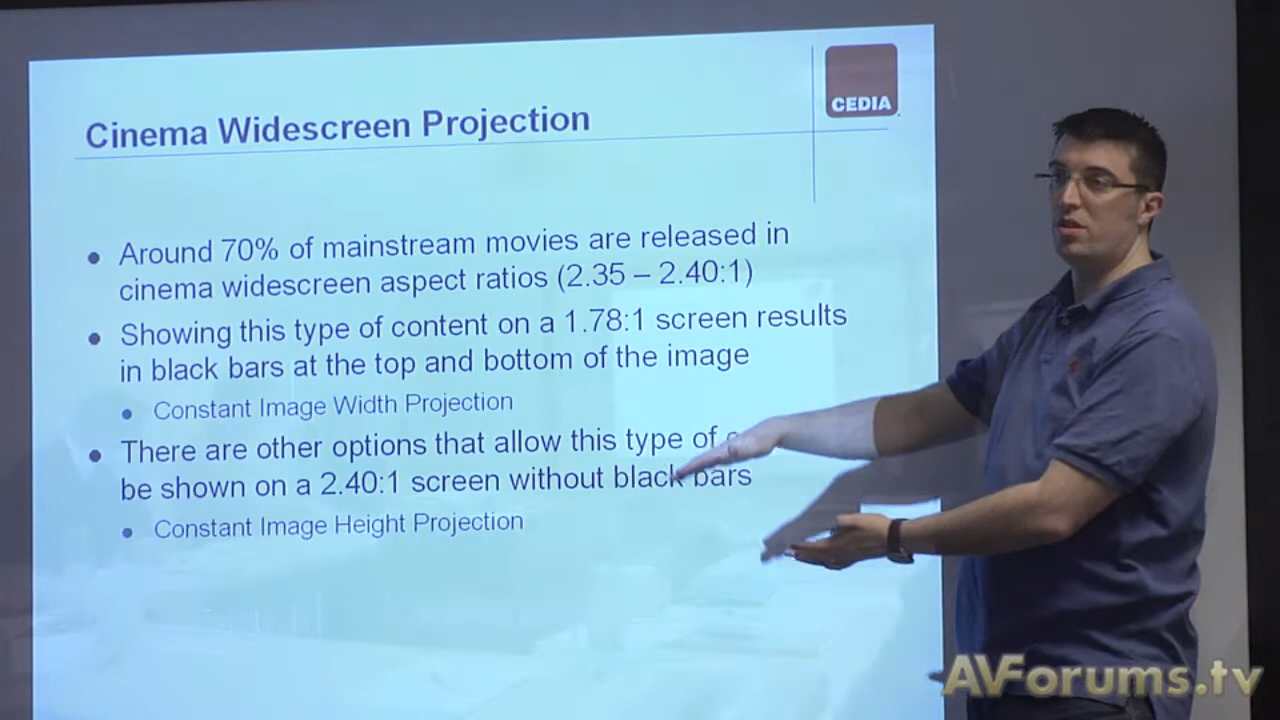 CEDIA
Cinema Widescreen Projection
• Around 70% of mainstream movies are released in
cinema widescreen aspect ratios (2.35 – 2.40:1)
• Showing this type of content on a 1.78:1 screen results
in black bars at the top and bottom of the image
• Constant Image Width Projection
• There are other options that allow this type of
be shown on a 2.40:1 screen without black bars
• Constant Image Height Projection
AVForums.tv